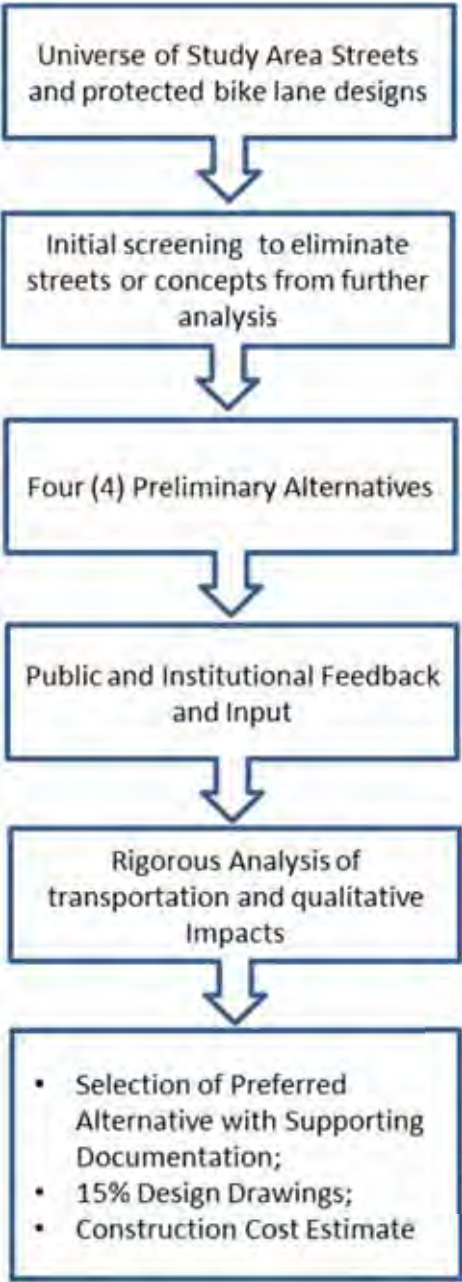 Universe of Study Area Streets
and protected bike lane designs
Initial screening to eliminate
streets or concepts from further
analysis
Four (4) Preliminary Alternatives
Public and Institutional Feedback
and Input
Rigorous Analysis of
transportation and qualitative
Impacts
• Selection of Preferred
Alternative with Supporting
Documentation;
• 15% Design Drawings;
• Construction Cost Estimate